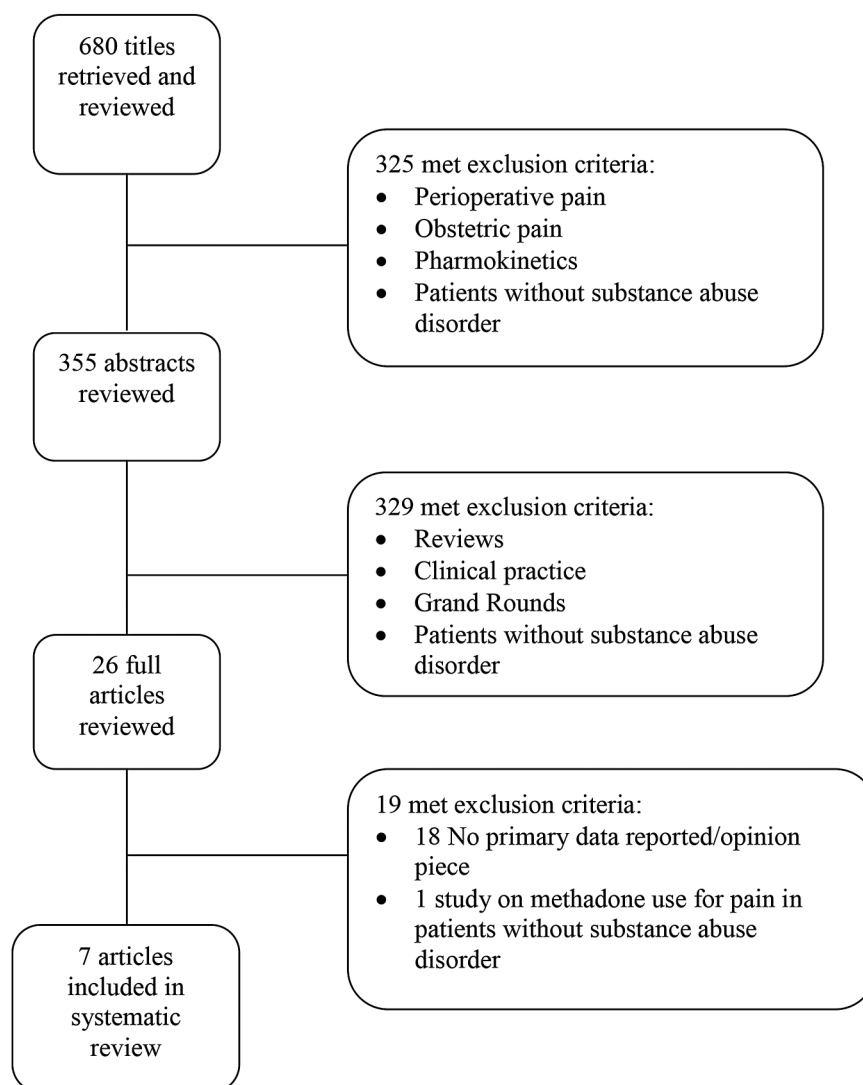 680 titles
retrieved and
reviewed
325 met exclusion criteria:
• Perioperative pain
• Obstetric pain
• Pharmokinetics
• Patients without substance abuse
disorder
355 abstracts
reviewed
329 met exclusion criteria:
• Reviews
• Clinical practice
• Grand Rounds
• Patients without substance abuse
disorder
26 full
articles
reviewed
19 met exclusion criteria:
• 18 No primary data reported/opinion
piece
• 1 study on methadone use for pain in
patients without substance abuse
disorder
7 articles
included in
systematic
review